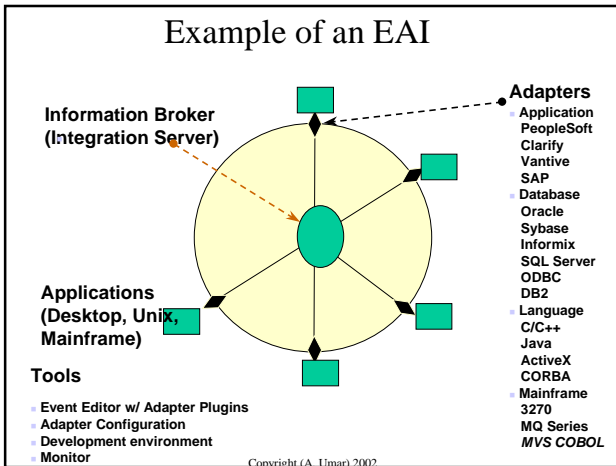 Example of an EAI
Information Broker
(Integration Server)
Applications
(Desktop, Unix,
Mainframe)
Tools
Event Editor w/ Adapter Plugins
Adapter Configuration
Development environment
Monitor
Adapters
Application
PeopleSoft
Clarify
Vantive
SAP
Database
Oracle
Sybase
Informix
SQL Server
ODBC
DB2
Language
C/C++
Java
ActiveX
CORBA
Mainframe
3270
MQ Series
MVS COBOL
Copyright (A. Umar) 2002